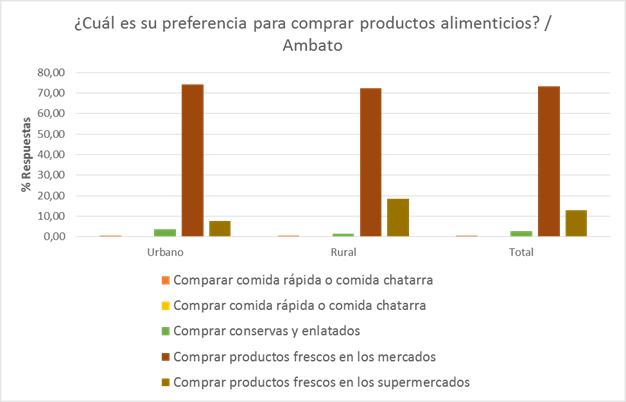 ¿Cuál es su preferencia para comprar productos alimenticios? /
Ambato
80,00
70,00
60,00
50,00
40,00
30,00
20,00
10,00
0,00
% Respuestas
Urbano
Rural
Total
Comparar comida rápida o comida chatarra
Comprar comida rápida o comida chatarra
Comprar conservas y enlatados
Comprar productos frescos en los mercados
Comprar productos frescos en los supermercados